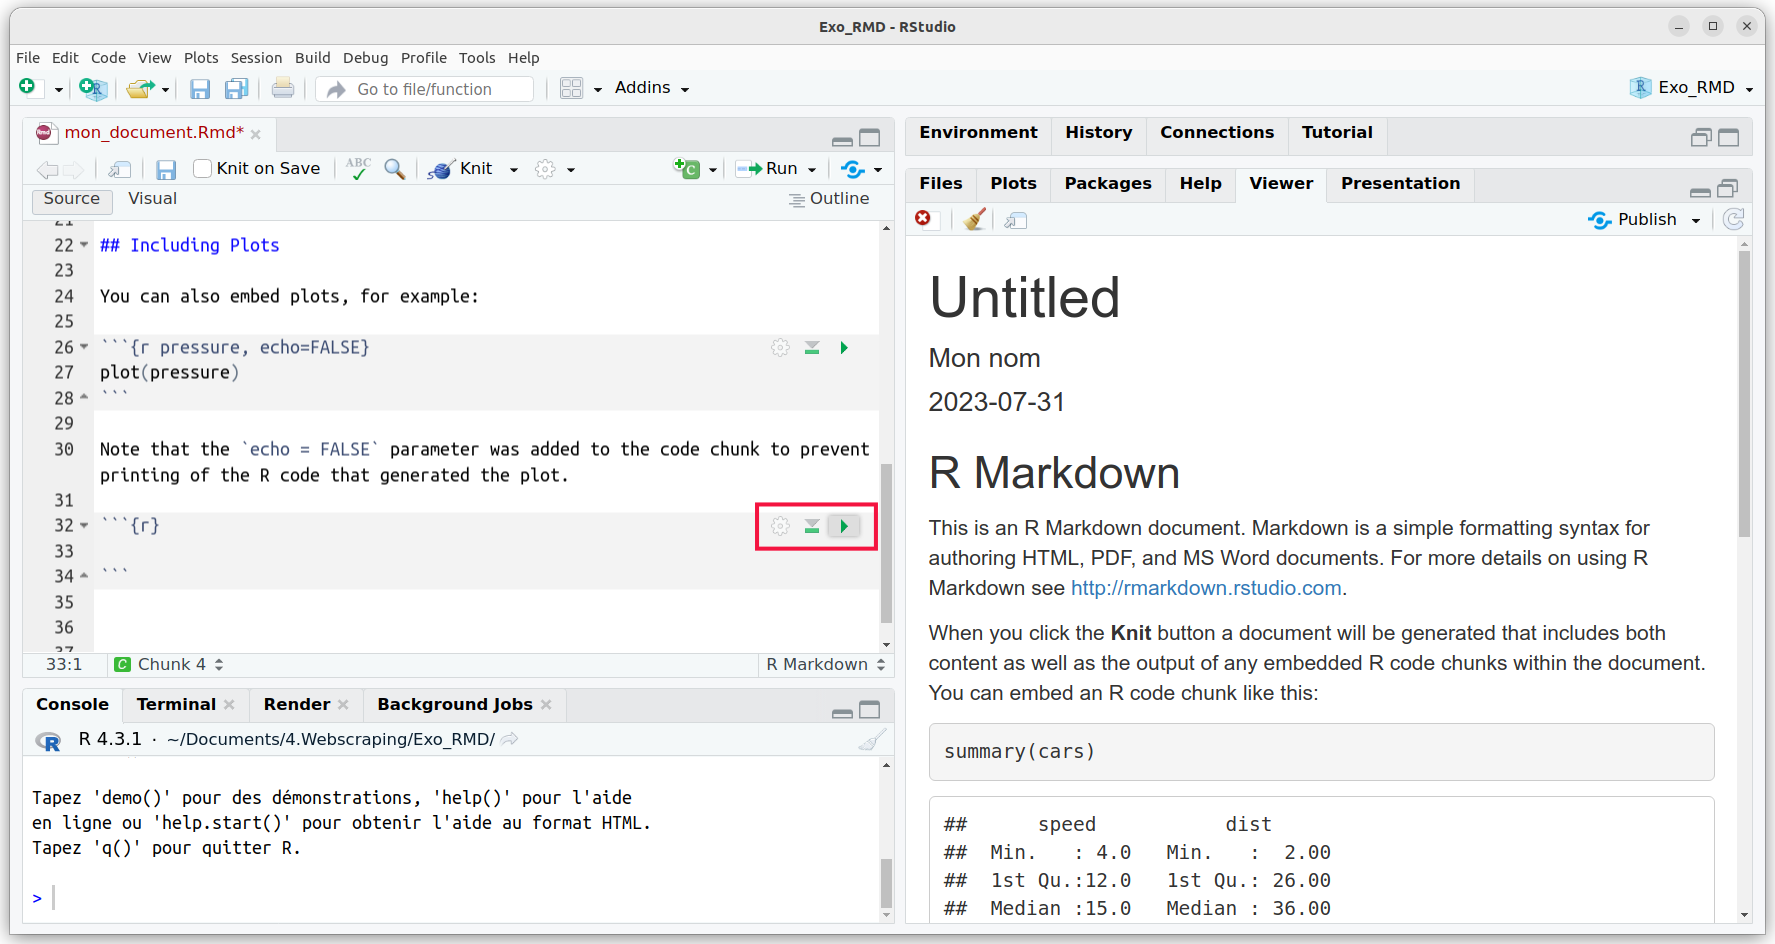 Exo_RMD - RStudio
File Edit Code View Plots Session Build Debug Profile Tools Help
Go to file/function Addins Exo_RMD
mon_document.Rmd*
Knit on Save ABC Knit Run
Source Visual Outline
21
22 ## Including Plots
23
24 You can also embed plots, for example:
25
26 ```{r pressure, echo=FALSE}
27 plot(pressure)
28 ```
29
30 Note that the `echo = FALSE` parameter was added to the code chunk to prevent
printing of the R code that generated the plot.
31
32 ```{r}
33
34 ```
35
36
37
33:1 C Chunk 4 R Markdown
Console Terminal Render Background Jobs
R 4.3.1 · ~/Documents/4.Webscraping/Exo_RMD/
Tapez 'demo()' pour des démonstrations, 'help()' pour l'aide
en ligne ou 'help.start()' pour obtenir l'aide au format HTML.
Tapez 'q()' pour quitter R.
>
Environment History Connections Tutorial
Files Plots Packages Help Viewer Presentation
Publish
Untitled
Mon nom
2023-07-31
R Markdown
This is an R Markdown document. Markdown is a simple formatting syntax for
authoring HTML, PDF, and MS Word documents. For more details on using R
Markdown see http://rmarkdown.rstudio.com.
When you click the Knit button a document will be generated that includes both
content as well as the output of any embedded R code chunks within the document.
You can embed an R code chunk like this:
summary(cars)
## speed dist
## Min. : 4.0 Min. : 2.00
## 1st Qu.:12.0 1st Qu.: 26.00
## Median :15.0 Median : 36.00